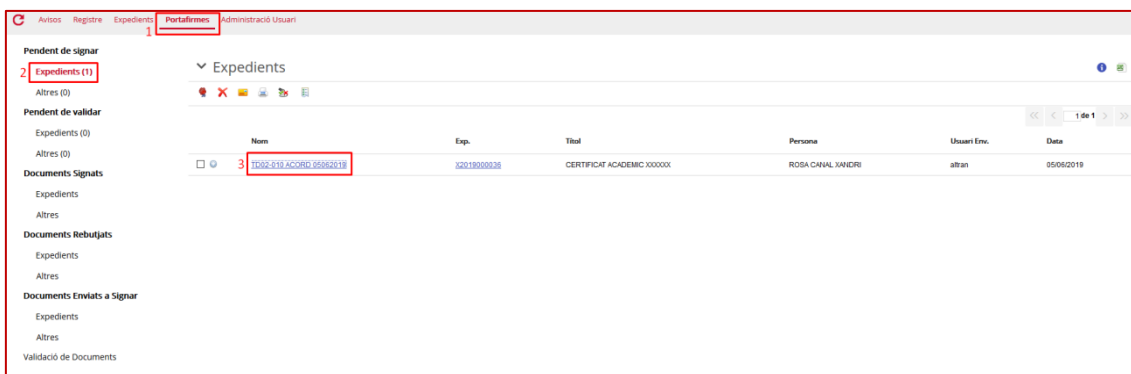 Avisos Registre Expedients Portafirmes Administració Usuari
1
Pendent de signar
2 Expedients (1)
Altres (0)
Pendent de validar
Expedients (0)
Altres (0)
Documents Signats
Expedients
Altres
Documents Rebutjats
Expedients
Altres
Documents Enviats a Signar
Expedients
Altres
Validació de Documents
Expedients
<< < 1 de 1 > >>
Nom Exp. Títol Persona Usuari Env. Data
3 TD02-010 ACORD 05062019 X2019000036 CERTIFICAT ACADEMIC XXXXXX ROSA CANAL XANDRI altran 05/06/2019